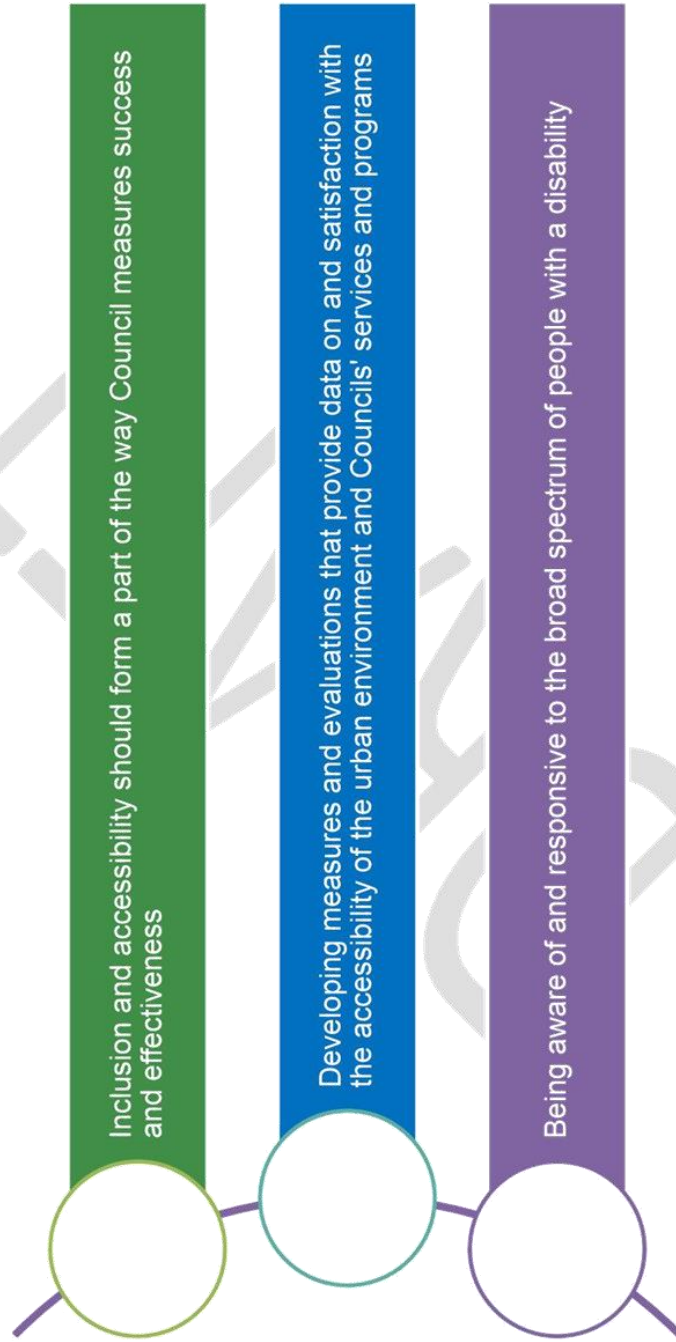 Inclusion and accessibility should form a part of the way Council measures success
and effectiveness
Developing measures and evaluations that provide data on and satisfaction with
the accessibility of the urban environment and Councils' services and programs
Being aware of and responsive to the broad spectrum of people with a disability